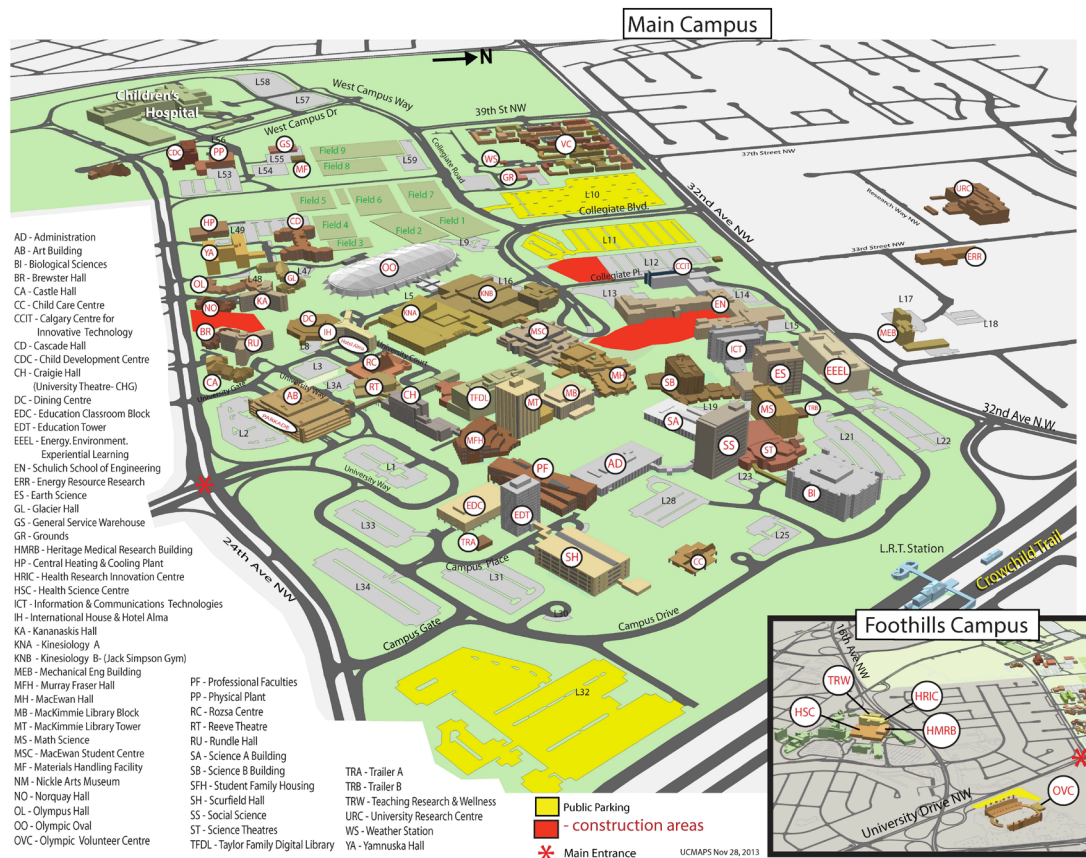 Main Campus
N
Children's
Hospital
L58
L57
West Campus Way
West Campus Dr
39th St NW
37th Street NW
Research Way NW
33rd Street NW
32nd Ave NW
32nd Ave NW
Collegiate Road
Collegiate Blvd.
Collegiate Pl.
CDC
PP
L56
GS
L55
L54
MF
L53
Field 9
Field 8
L59
WS
GR
VC
L10
URC
ERR
Field 5
Field 6
Field 7
Field 4
Field 3
Field 2
Field 1
HP
CD
L49
YA
L9
L11
L12
CCIT
OL
L48
GL
L47
OO
L16
KNB
L13
L14
EN
L17
L18
MEB
NO
KA
L5
KNA
BR
RU
DC
IH
Hotel Alma
MSC
L15
L8
RC
University Court
ICT
ES
EEEL
CA
L3
L3A
University Way
University Gate
RT
MH
SB
AB
PARKADE
CH
TFDL
MT
MB
MS
TRB
L2
SA
L19
SS
ST
L21
L22
MFH
L1
University Way
PF
AD
L23
BI
L33
EDC
EDT
L28
L25
TRA
SH
CC
L34
Campus Place
L31
L30
Campus Gate
Campus Drive
L32
24th Ave NW
L.R.T. Station
Crowchild Trail
AD - Administration
AB - Art Building
BI - Biological Sciences
BR - Brewster Hall
CA - Castle Hall
CC - Child Care Centre
CCIT - Calgary Centre for
Innovative Technology
CD - Cascade Hall
CDC - Child Development Centre
CH - Craigie Hall
(University Theatre- CHG)
DC - Dining Centre
EDC - Education Classroom Block
EDT - Education Tower
EEEL - Energy. Environment.
Experiential Learning
EN - Schulich School of Engineering
ERR - Energy Resource Research
ES - Earth Science
GL - Glacier Hall
GS - General Service Warehouse
GR - Grounds
HMRB - Heritage Medical Research Building
HP - Central Heating & Cooling Plant
HRIC - Health Research Innovation Centre
HSC - Health Science Centre
ICT - Information & Communications Technologies
IH - International House & Hotel Alma
KA - Kananaskis Hall
KNA - Kinesiology A
KNB - Kinesiology B- (Jack Simpson Gym)
MEB - Mechanical Eng Building
MFH - Murray Fraser Hall
MH - MacEwan Hall
MB - MacKimmie Library Block
MT - MacKimmie Library Tower
MS - Math Science
MSC - MacEwan Student Centre
MF - Materials Handling Facility
NM - Nickle Arts Museum
NO - Norquay Hall
OL - Olympus Hall
OO - Olympic Oval
OVC - Olympic Volunteer Centre
PF - Professional Faculties
PP - Physical Plant
RC - Rozsa Centre
RT - Reeve Theatre
RU - Rundle Hall
SA - Science A Building
SB - Science B Building
SFH - Student Family Housing
SH - Scurfield Hall
SS - Social Science
ST - Science Theatres
TFDL - Taylor Family Digital Library
TRA - Trailer A
TRB - Trailer B
TRW - Teaching Research & Wellness
URC - University Research Centre
WS - Weather Station
YA - Yamnuska Hall
Public Parking
- construction areas
Main Entrance
UCMAPS Nov 28, 2013
Foothills Campus
16th Ave NW
TRW
HRIC
HSC
HMRB
OVC
University Drive NW